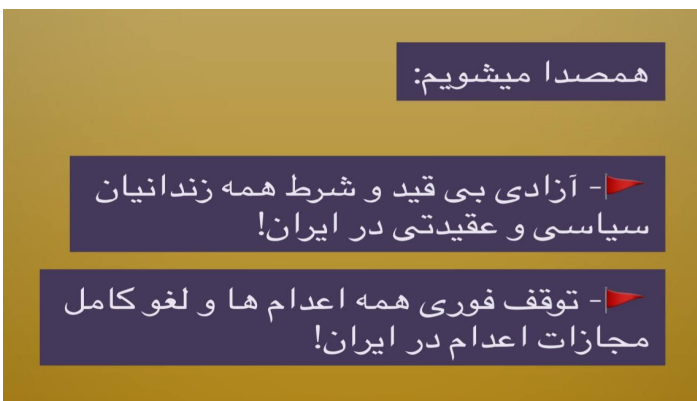 همصدا میشویم:
🚩- آزادی بی قید و شرط همه زندانیان
سیاسی و عقیدتی در ایران!
🚩- توقف فوری همه اعدام ها و لغو کامل
مجازات اعدام در ایران!